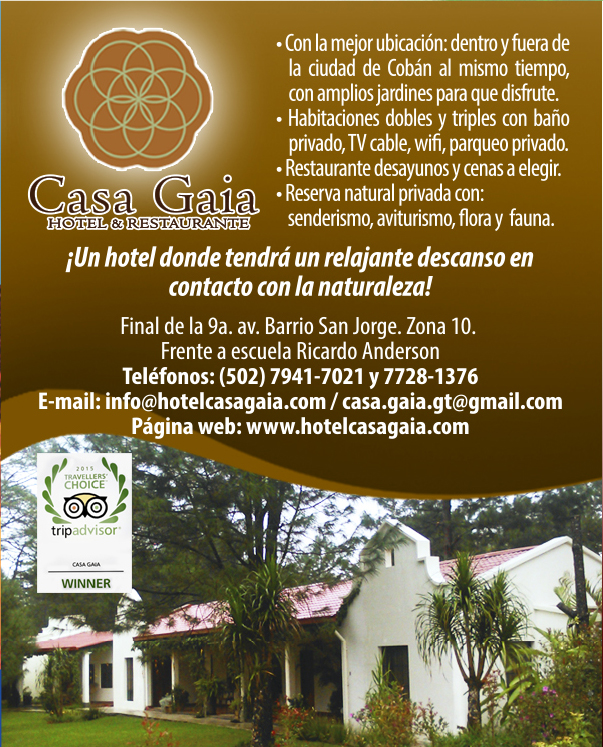 Casa Gaia
HOTEL & RESTAURANTE
• Con la mejor ubicación: dentro y fuera de
la ciudad de Cobán al mismo tiempo,
con amplios jardines para que disfrute.
• Habitaciones dobles y triples con baño
privado, TV cable, wifi, parqueo privado.
• Restaurante desayunos y cenas a elegir.
• Reserva natural privada con:
senderismo, aviturismo, flora y fauna.
¡Un hotel donde tendrá un relajante descanso en
contacto con la naturaleza!
Final de la 9a. av. Barrio San Jorge. Zona 10.
Frente a escuela Ricardo Anderson
Teléfonos: (502) 7941-7021 y 7728-1376
E-mail: info@hotelcasagaia.com / casa.gaia.gt@gmail.com
Página web: www.hotelcasagaia.com
2015
TRAVELLERS'
CHOICE
tripadvisor
CASA GAIA
WINNER